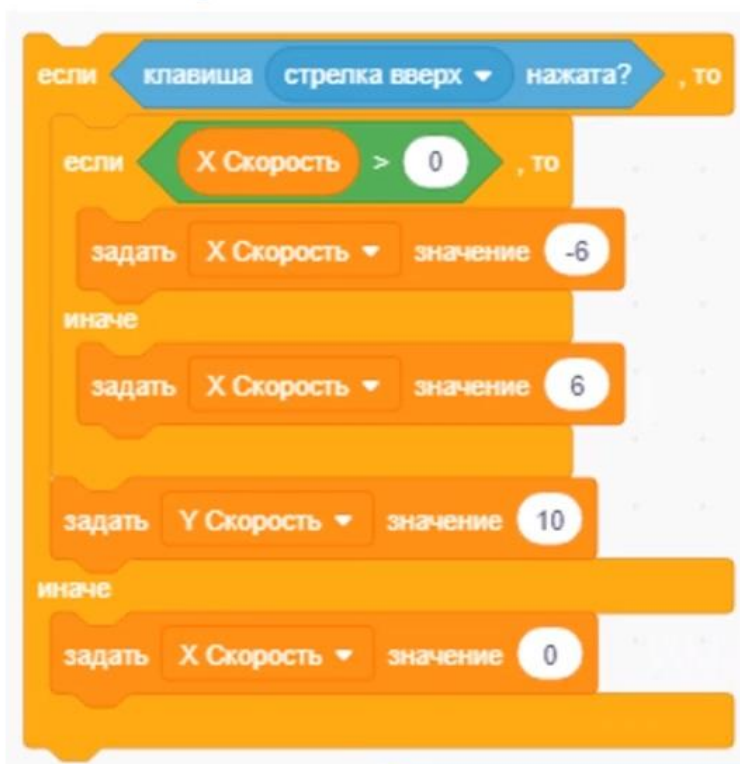 если клавиша стрелка вверх нажата? , то
если X Скорость > 0 , то
задать X Скорость значение -6
иначе
задать X Скорость значение 6
задать Y Скорость значение 10
иначе
задать X Скорость значение 0